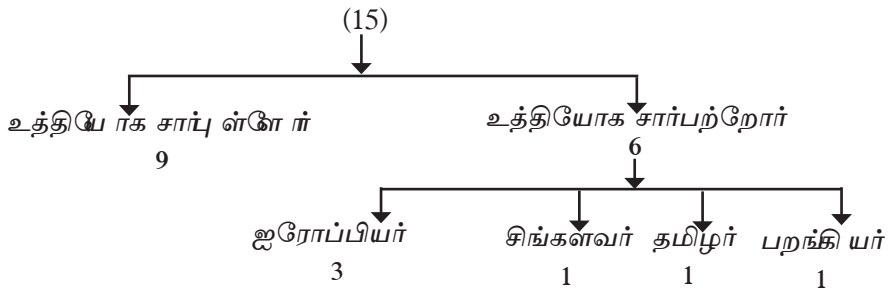 (15)
உத்தியோக சார்புள்ளோர் உத்தியோக சார்பற்றோர்
9 6
ஐரோப்பியர் சிங்களவர் தமிழர் பறங்கியர்
3 1 1 1